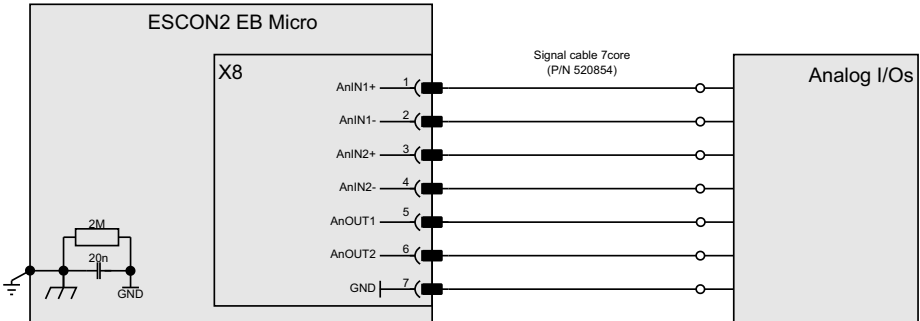 ESCON2 EB Micro
Signal cable 7core
(P/N 520854)
X8
Analog I/Os
AnIN1+ 1
AnIN1- 2
AnIN2+ 3
AnIN2- 4
AnOUT1 5
AnOUT2 6
GND 7
2M
20n
GND